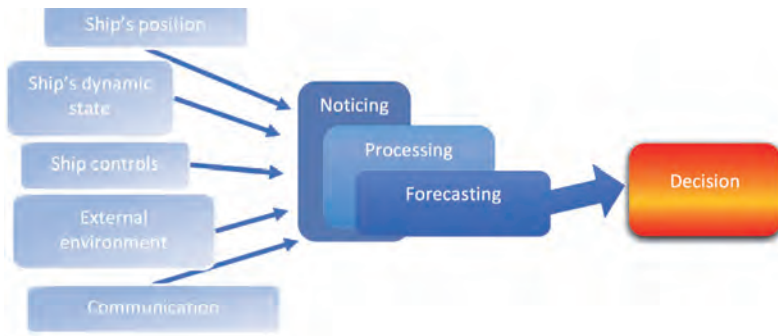 Ship's position
Ship's dynamic
state
Ship controls
External
environment
Communication
Noticing
Processing
Forecasting
Decision